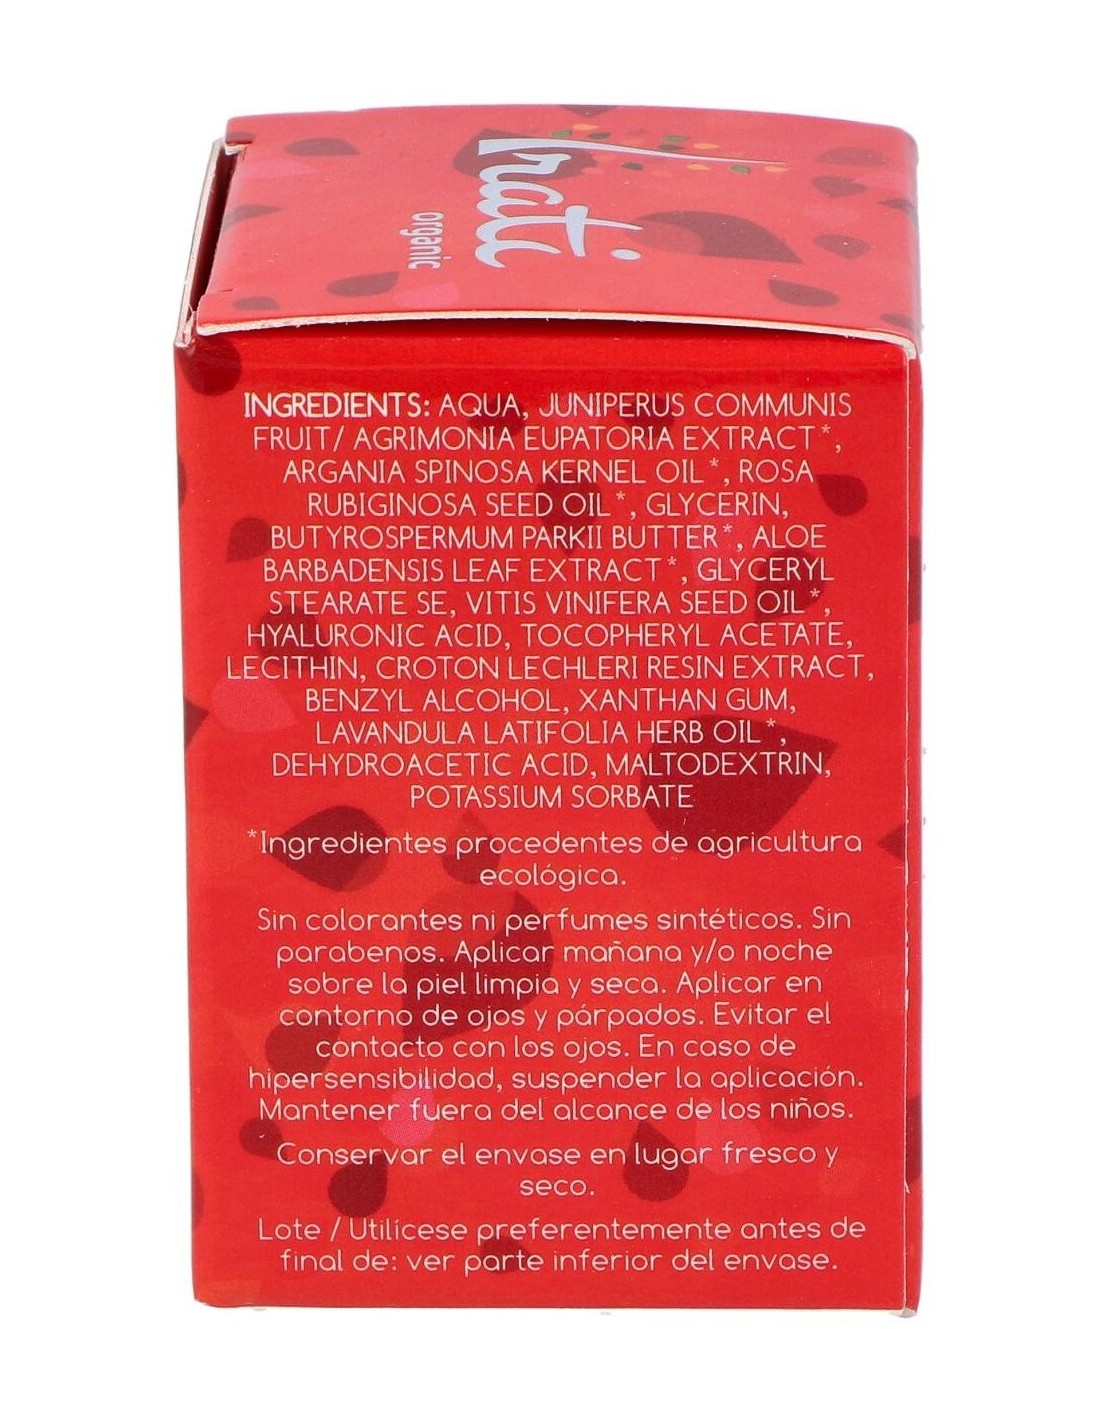 Irati
organic
INGREDIENTS: AQUA, JUNIPERUS COMMUNIS
FRUIT/ AGRIMONIA EUPATORIA EXTRACT*,
ARGANIA SPINOSA KERNEL OIL*, ROSA
RUBIGINOSA SEED OIL*, GLYCERIN,
BUTYROSPERMUM PARKII BUTTER*, ALOE
BARBADENSIS LEAF EXTRACT*, GLYCERYL
STEARATE SE, VITIS VINIFERA SEED OIL*,
HYALURONIC ACID, TOCOPHERYL ACETATE,
LECITHIN, CROTON LECHLERI RESIN EXTRACT,
BENZYL ALCOHOL, XANTHAN GUM,
LAVANDULA LATIFOLIA HERB OIL*,
DEHYDROACETIC ACID, MALTODEXTRIN,
POTASSIUM SORBATE
*Ingredientes procedentes de agricultura
ecológica.
Sin colorantes ni perfumes sintéticos. Sin
parabenos. Aplicar mañana y/o noche
sobre la piel limpia y seca. Aplicar en
contorno de ojos y párpados. Evitar el
contacto con los ojos. En caso de
hipersensibilidad, suspender la aplicación.
Mantener fuera del alcance de los niños.
Conservar el envase en lugar fresco y
seco.
Lote / Utilícese preferentemente antes de
final de: ver parte inferior del envase.